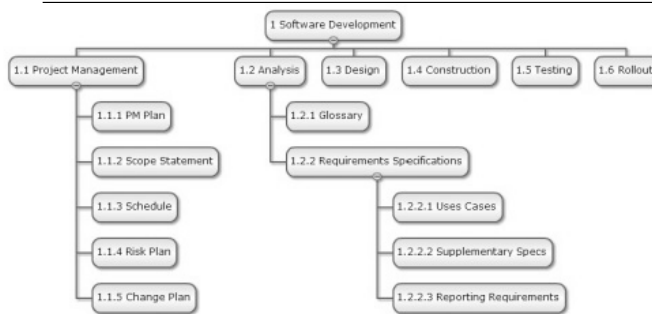 1 Software Development
1.1 Project Management
1.2 Analysis
1.3 Design
1.4 Construction
1.5 Testing
1.6 Rollout
1.1.1 PM Plan
1.1.2 Scope Statement
1.1.3 Schedule
1.1.4 Risk Plan
1.1.5 Change Plan
1.2.1 Glossary
1.2.2 Requirements Specifications
1.2.2.1 Uses Cases
1.2.2.2 Supplementary Specs
1.2.2.3 Reporting Requirements